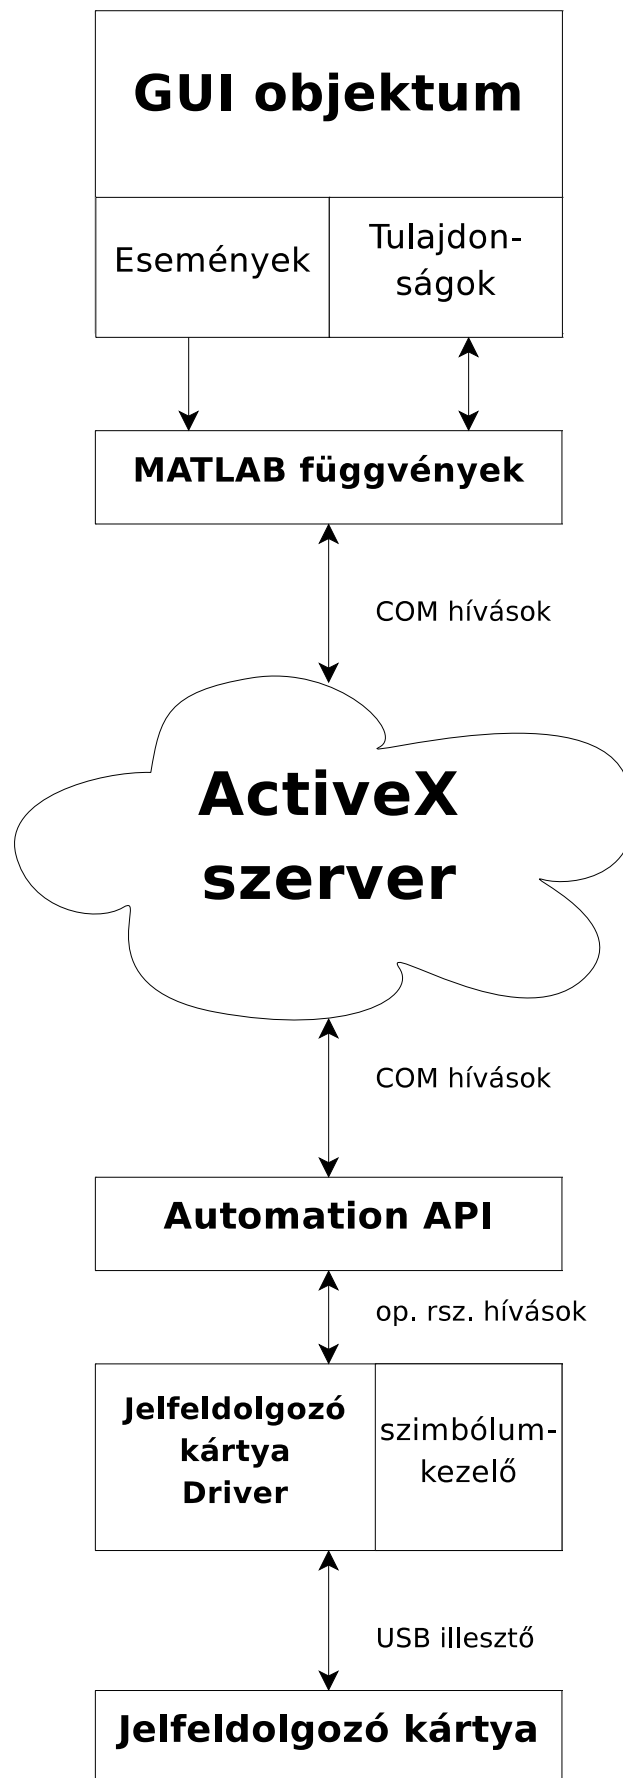 GUI objektum
Események
Tulajdon-
ságok
MATLAB függvények
COM hívások
ActiveX
szerver
COM hívások
Automation API
op. rsz. hívások
Jelfeldolgozó
kártya
Driver
szimbólum-
kezelő
USB illesztő
Jelfeldolgozó kártya